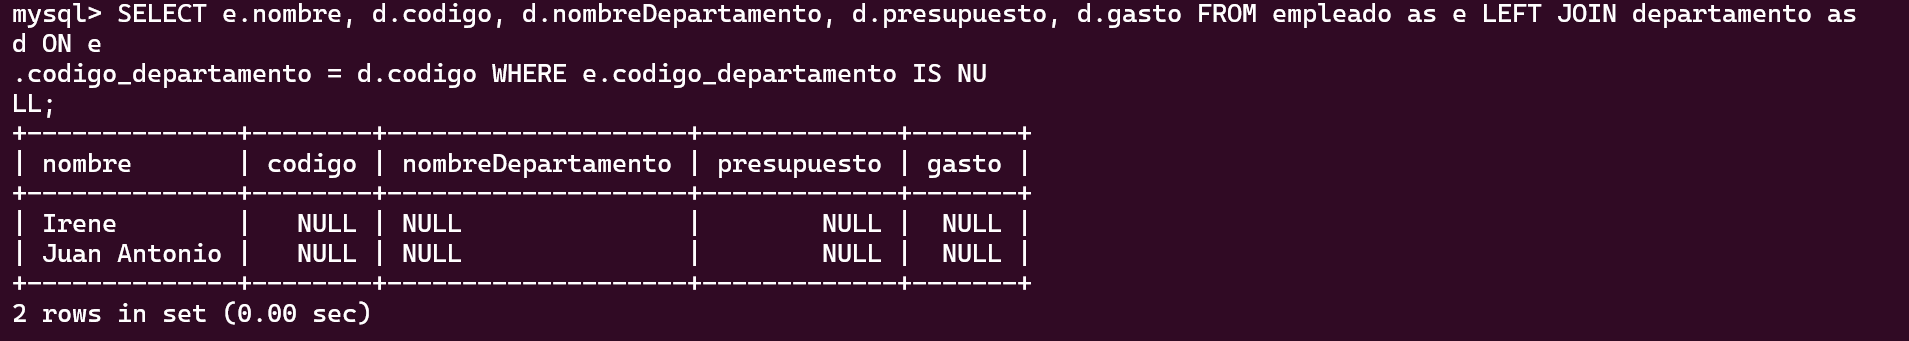 mysql> SELECT e.nombre, d.codigo, d.nombreDepartamento, d.presupuesto, d.gasto FROM empleado as e LEFT JOIN departamento as
d ON e
.codigo_departamento = d.codigo WHERE e.codigo_departamento IS NU
LL;
+--------------+--------+--------------------+-------------+-------+
| nombre       | codigo | nombreDepartamento | presupuesto | gasto |
+--------------+--------+--------------------+-------------+-------+
| Irene        |   NULL | NULL               |        NULL |  NULL |
| Juan Antonio |   NULL | NULL               |        NULL |  NULL |
+--------------+--------+--------------------+-------------+-------+
2 rows in set (0.00 sec)